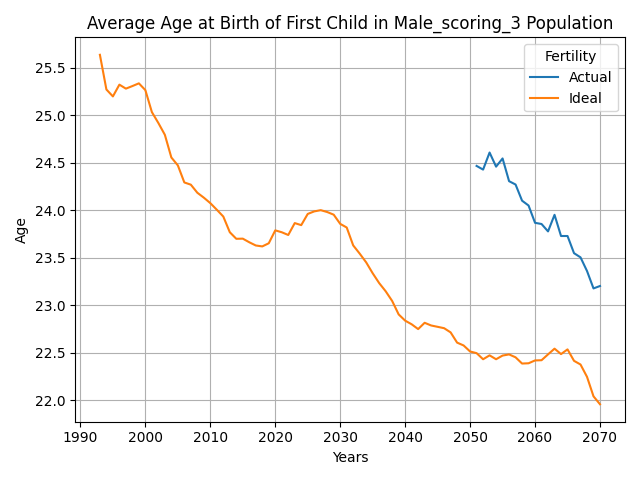 Average Age at Birth of First Child in Male_scoring_3 Population
Fertility
Actual
Ideal
25.5
25.0
24.5
24.0
23.5
23.0
22.5
22.0
Age
1990 2000 2010 2020 2030 2040 2050 2060 2070
Years